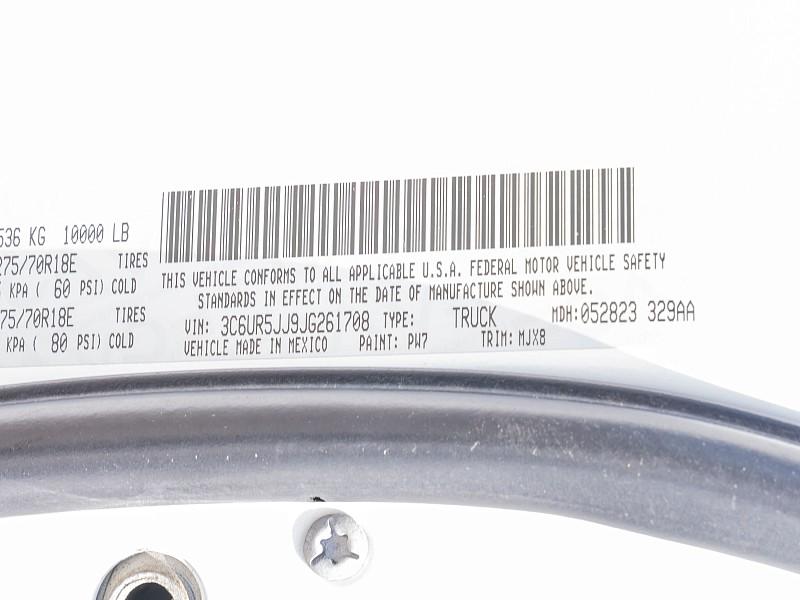 536 KG 10000 LB
275/70R18E TIRES
KPA ( 60 PSI) COLD
75/70R18E TIRES
KPA ( 80 PSI) COLD
THIS VEHICLE CONFORMS TO ALL APPLICABLE U.S.A. FEDERAL MOTOR VEHICLE SAFETY
STANDARDS IN EFFECT ON THE DATE OF MANUFACTURE SHOWN ABOVE.
VIN: 3C6UR5JJ9JG261708 TYPE: TRUCK MDH: 052823 329AA
VEHICLE MADE IN MEXICO PAINT: PW7 TRIM: MJX8